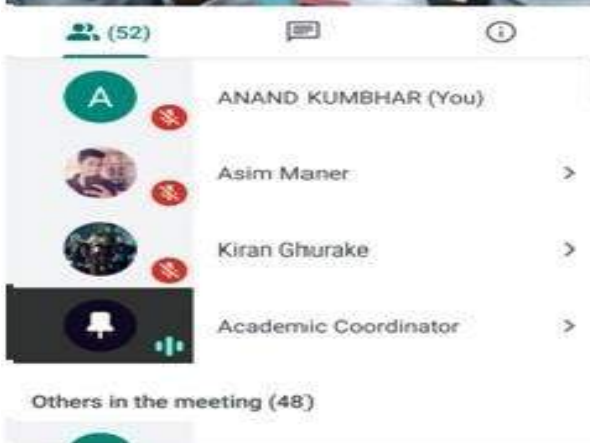 (52)
A ANAND KUMBHAR (You)
Asim Maner
Kiran Ghurake
Academic Coordinator
Others in the meeting (48)